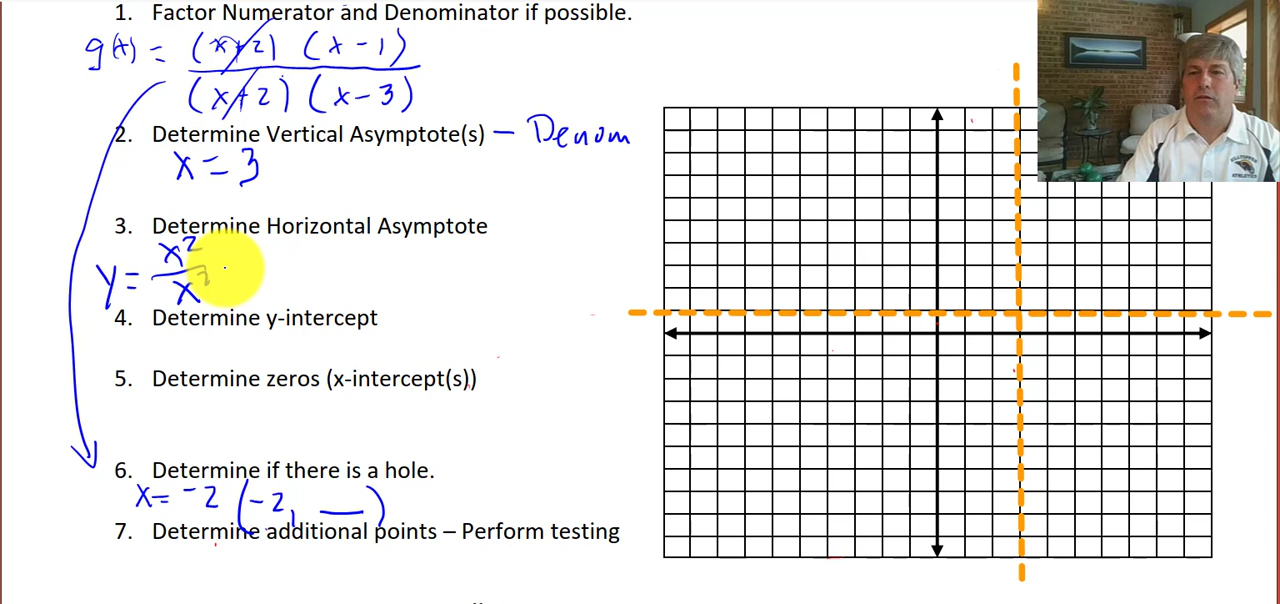 1. Factor Numerator and Denominator if possible.
g(x) = (x+2) (x-1)
(x+2) (x-3)
2. Determine Vertical Asymptote(s) - Denom
x = 3
3. Determine Horizontal Asymptote
y = x²
x²
4. Determine y-intercept
5. Determine zeros (x-intercept(s))
6. Determine if there is a hole.
x = -2 (-2, __)
7. Determine additional points – Perform testing